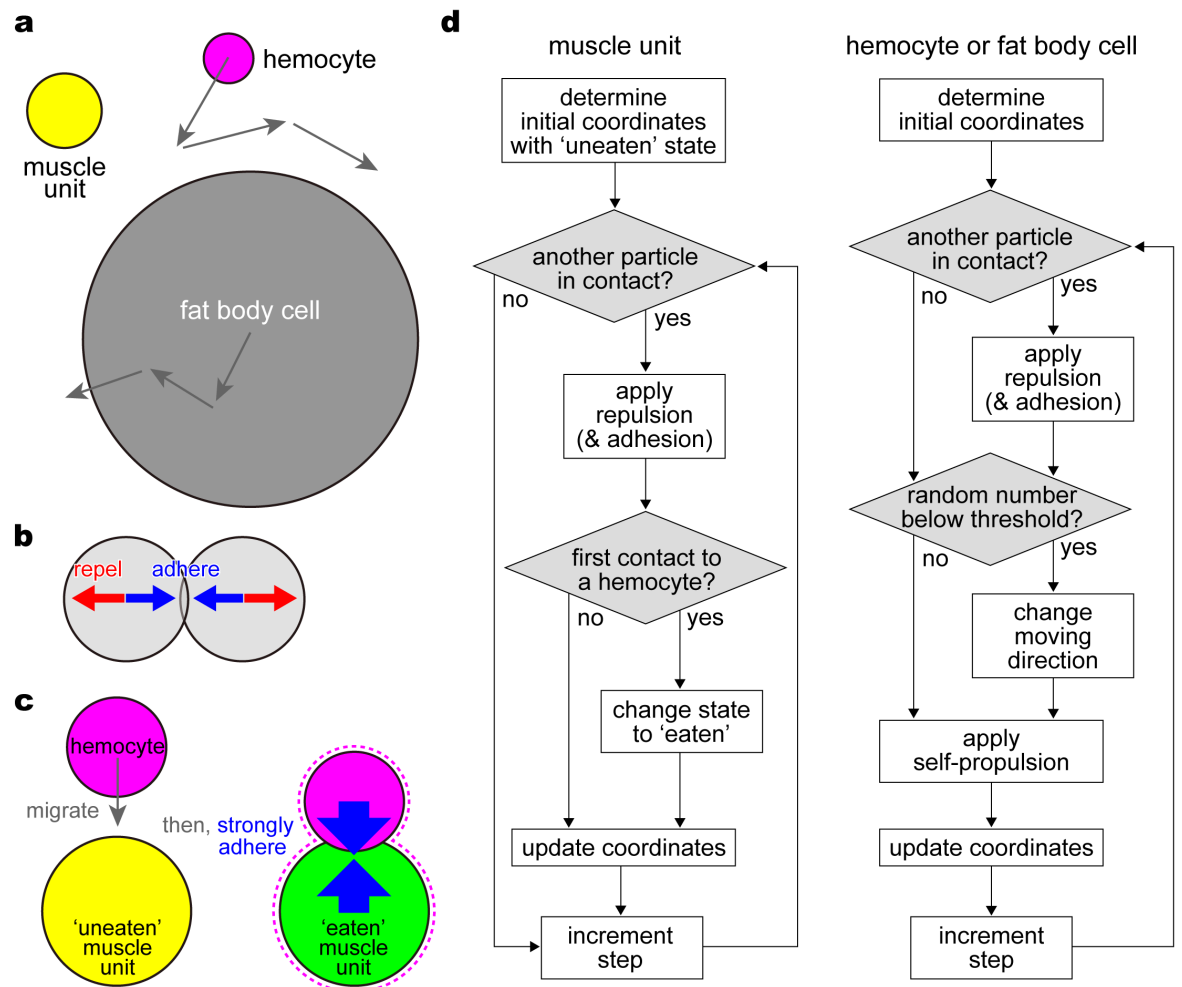 a
hemocyte
muscle
unit
fat body cell
b
repel
adhere
c
hemocyte
migrate
then, strongly
adhere
‘uneaten’
muscle
unit
‘eaten’
muscle
unit
d
muscle unit
determine
initial coordinates
with ‘uneaten’ state
another particle
in contact?
no
yes
apply
repulsion
(& adhesion)
first contact to
a hemocyte?
no
yes
change state
to ‘eaten’
update coordinates
increment
step
hemocyte or fat body cell
determine
initial coordinates
another particle
in contact?
no
yes
apply
repulsion
(& adhesion)
random number
below threshold?
no
yes
change
moving
direction
apply
self-propulsion
update coordinates
increment
step